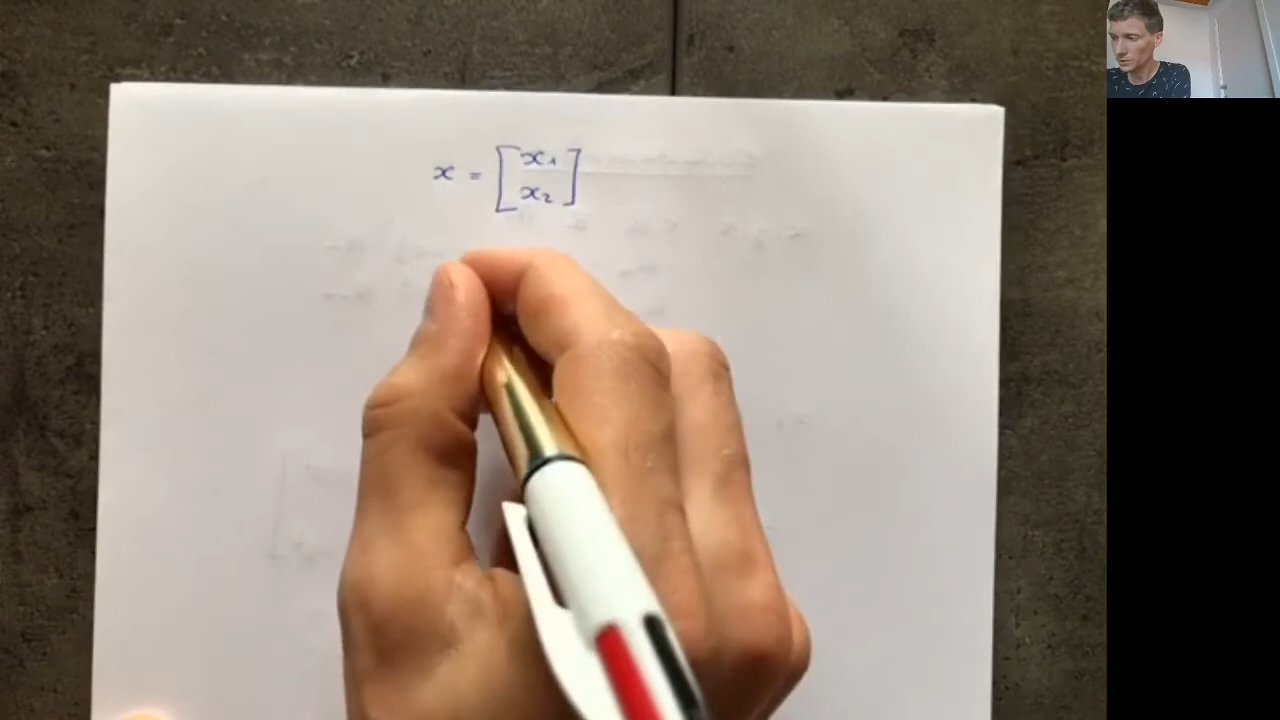 x = [x₁
x₂]